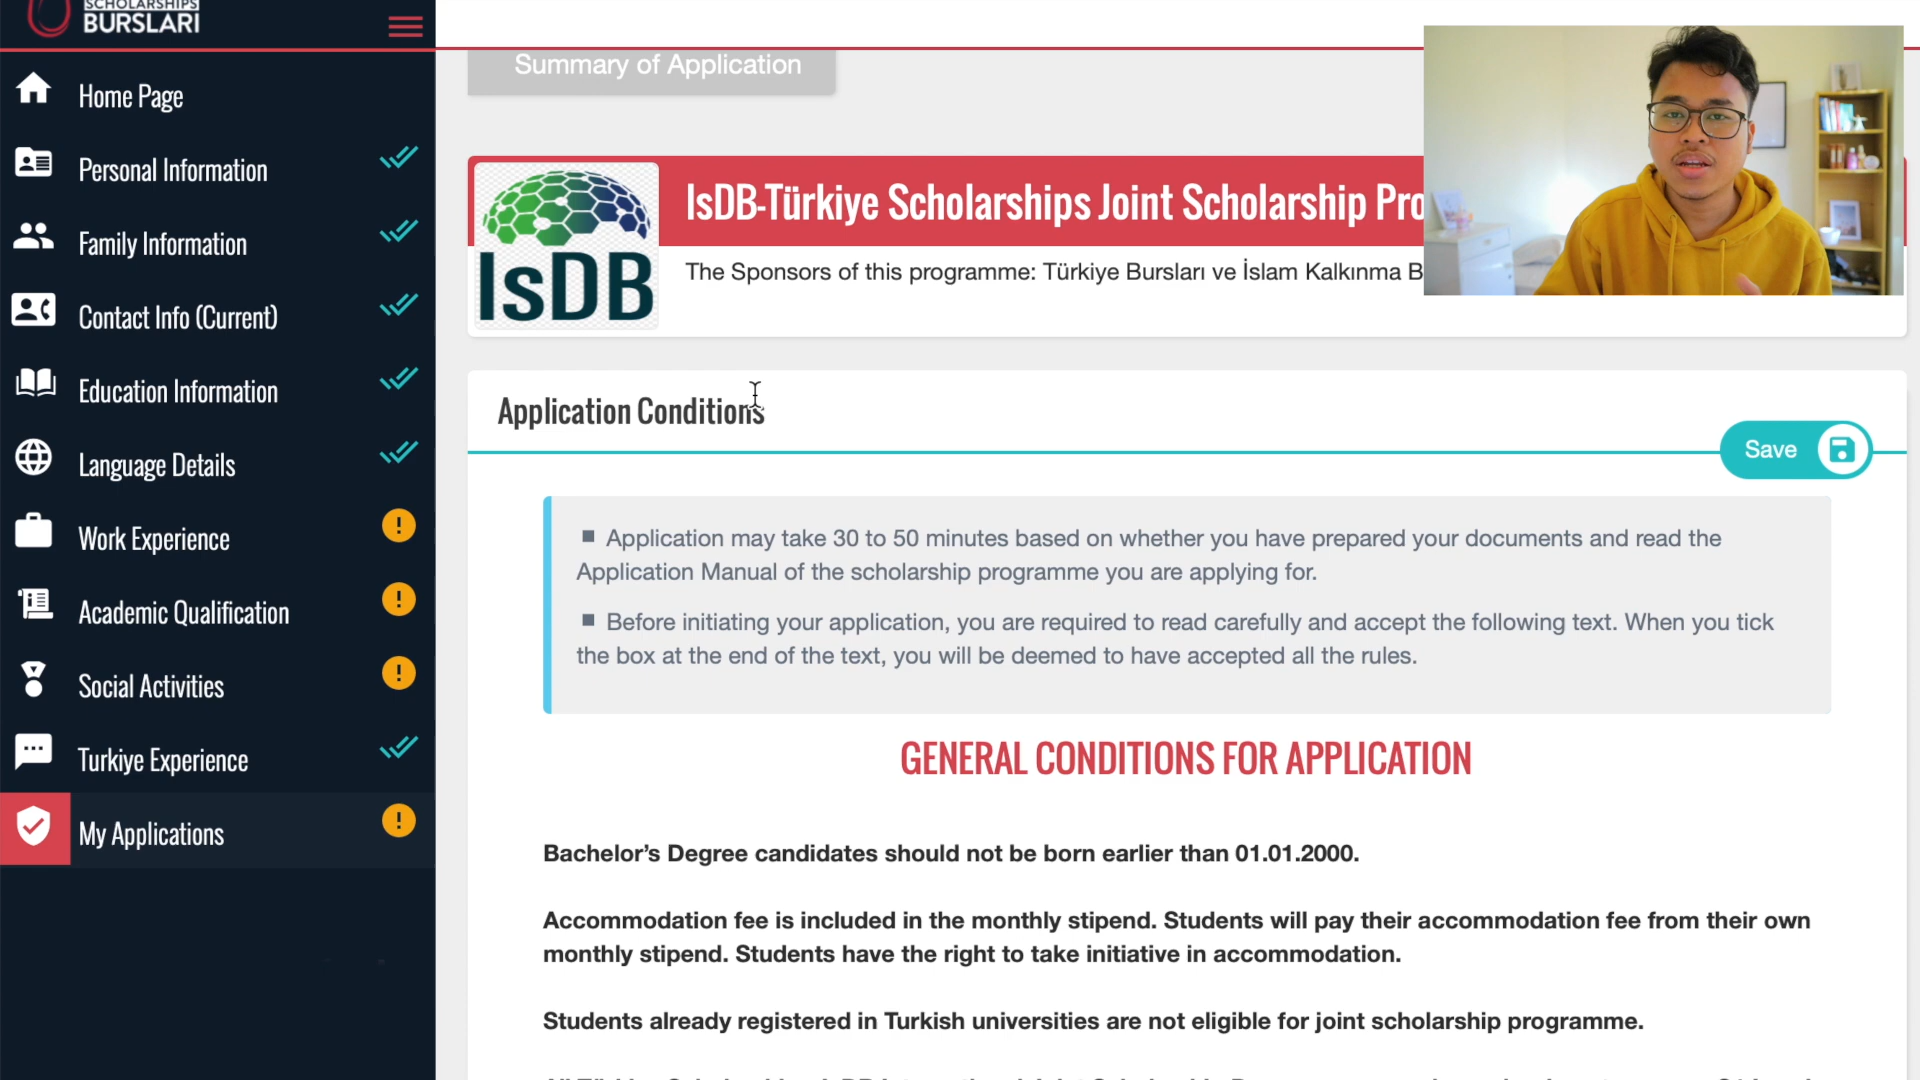 SCHOLARSHIPS
BURSLARI
Home Page
Personal Information
Family Information
Contact Info (Current)
Education Information
Language Details
Work Experience
Academic Qualification
Social Activities
Turkiye Experience
My Applications
Summary of Application
IsDB
IsDB-Türkiye Scholarships Joint Scholarship Pro
The Sponsors of this programme: Türkiye Bursları ve İslam Kalkınma B
Application Conditions
Save
■ Application may take 30 to 50 minutes based on whether you have prepared your documents and read the
Application Manual of the scholarship programme you are applying for.
■ Before initiating your application, you are required to read carefully and accept the following text. When you tick
the box at the end of the text, you will be deemed to have accepted all the rules.
GENERAL CONDITIONS FOR APPLICATION
Bachelor’s Degree candidates should not be born earlier than 01.01.2000.
Accommodation fee is included in the monthly stipend. Students will pay their accommodation fee from their own
monthly stipend. Students have the right to take initiative in accommodation.
Students already registered in Turkish universities are not eligible for joint scholarship programme.